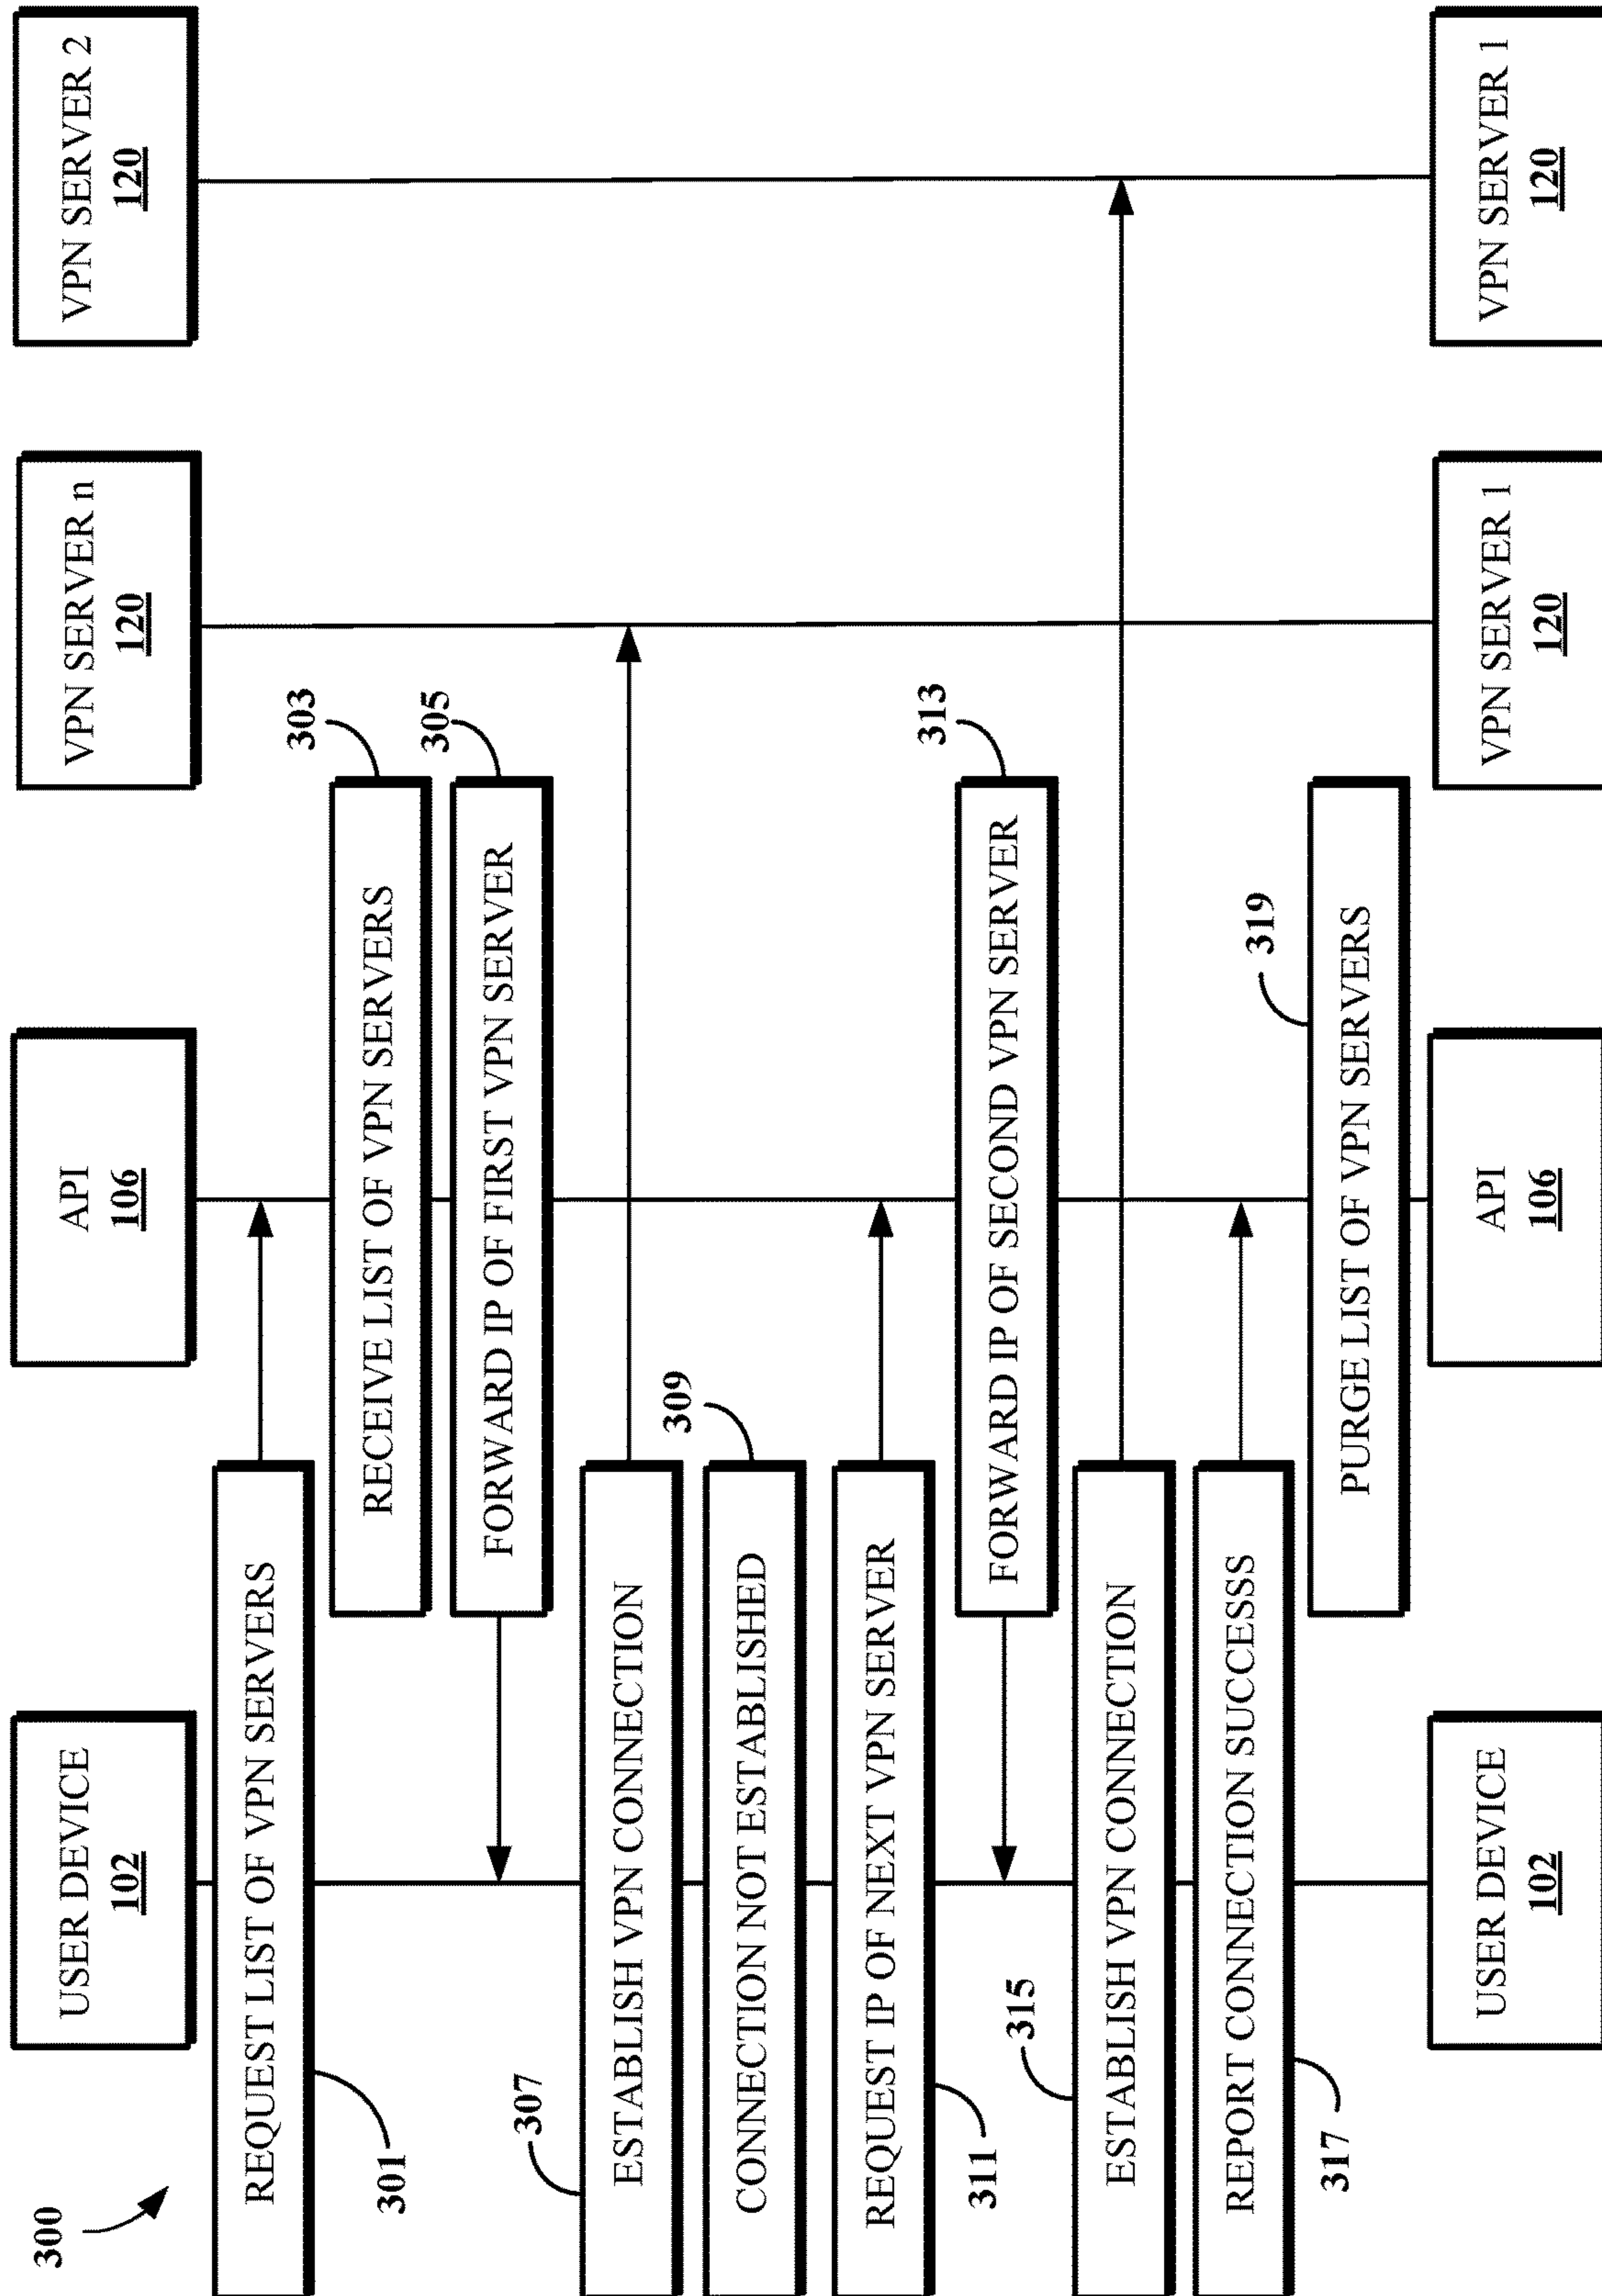 300
USER DEVICE
102
API
106
VPN SERVER n
120
VPN SERVER 2
120
REQUEST LIST OF VPN SERVERS
301
RECEIVE LIST OF VPN SERVERS
303
FORWARD IP OF FIRST VPN SERVER
305
307
ESTABLISH VPN CONNECTION
CONNECTION NOT ESTABLISHED
309
REQUEST IP OF NEXT VPN SERVER
311
FORWARD IP OF SECOND VPN SERVER
313
315
ESTABLISH VPN CONNECTION
REPORT CONNECTION SUCCESSS
317
PURGE LIST OF VPN SERVERS
319
USER DEVICE
102
API
106
VPN SERVER 1
120
VPN SERVER 1
120